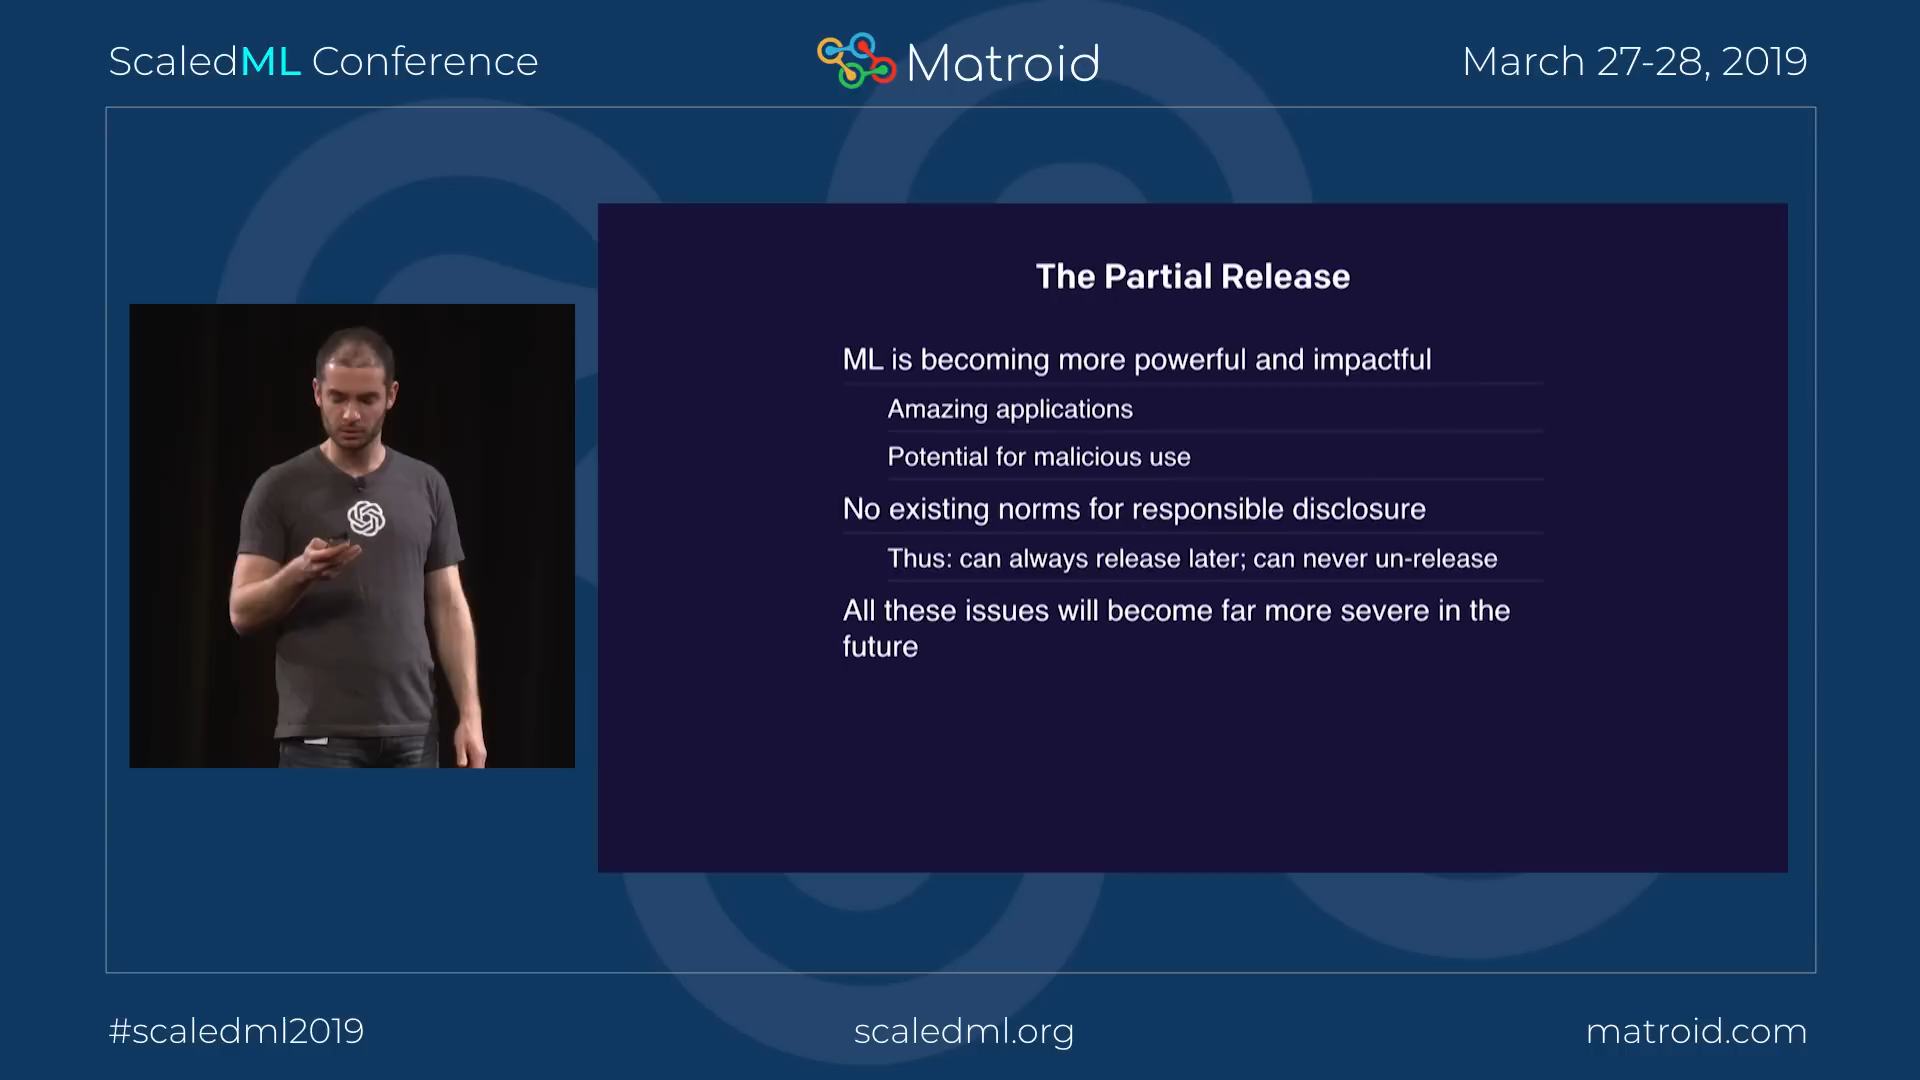 ScaledML Conference
Matroid
March 27-28, 2019
The Partial Release
ML is becoming more powerful and impactful
Amazing applications
Potential for malicious use
No existing norms for responsible disclosure
Thus: can always release later; can never un-release
All these issues will become far more severe in the
future
#scaledml2019
scaledml.org
matroid.com